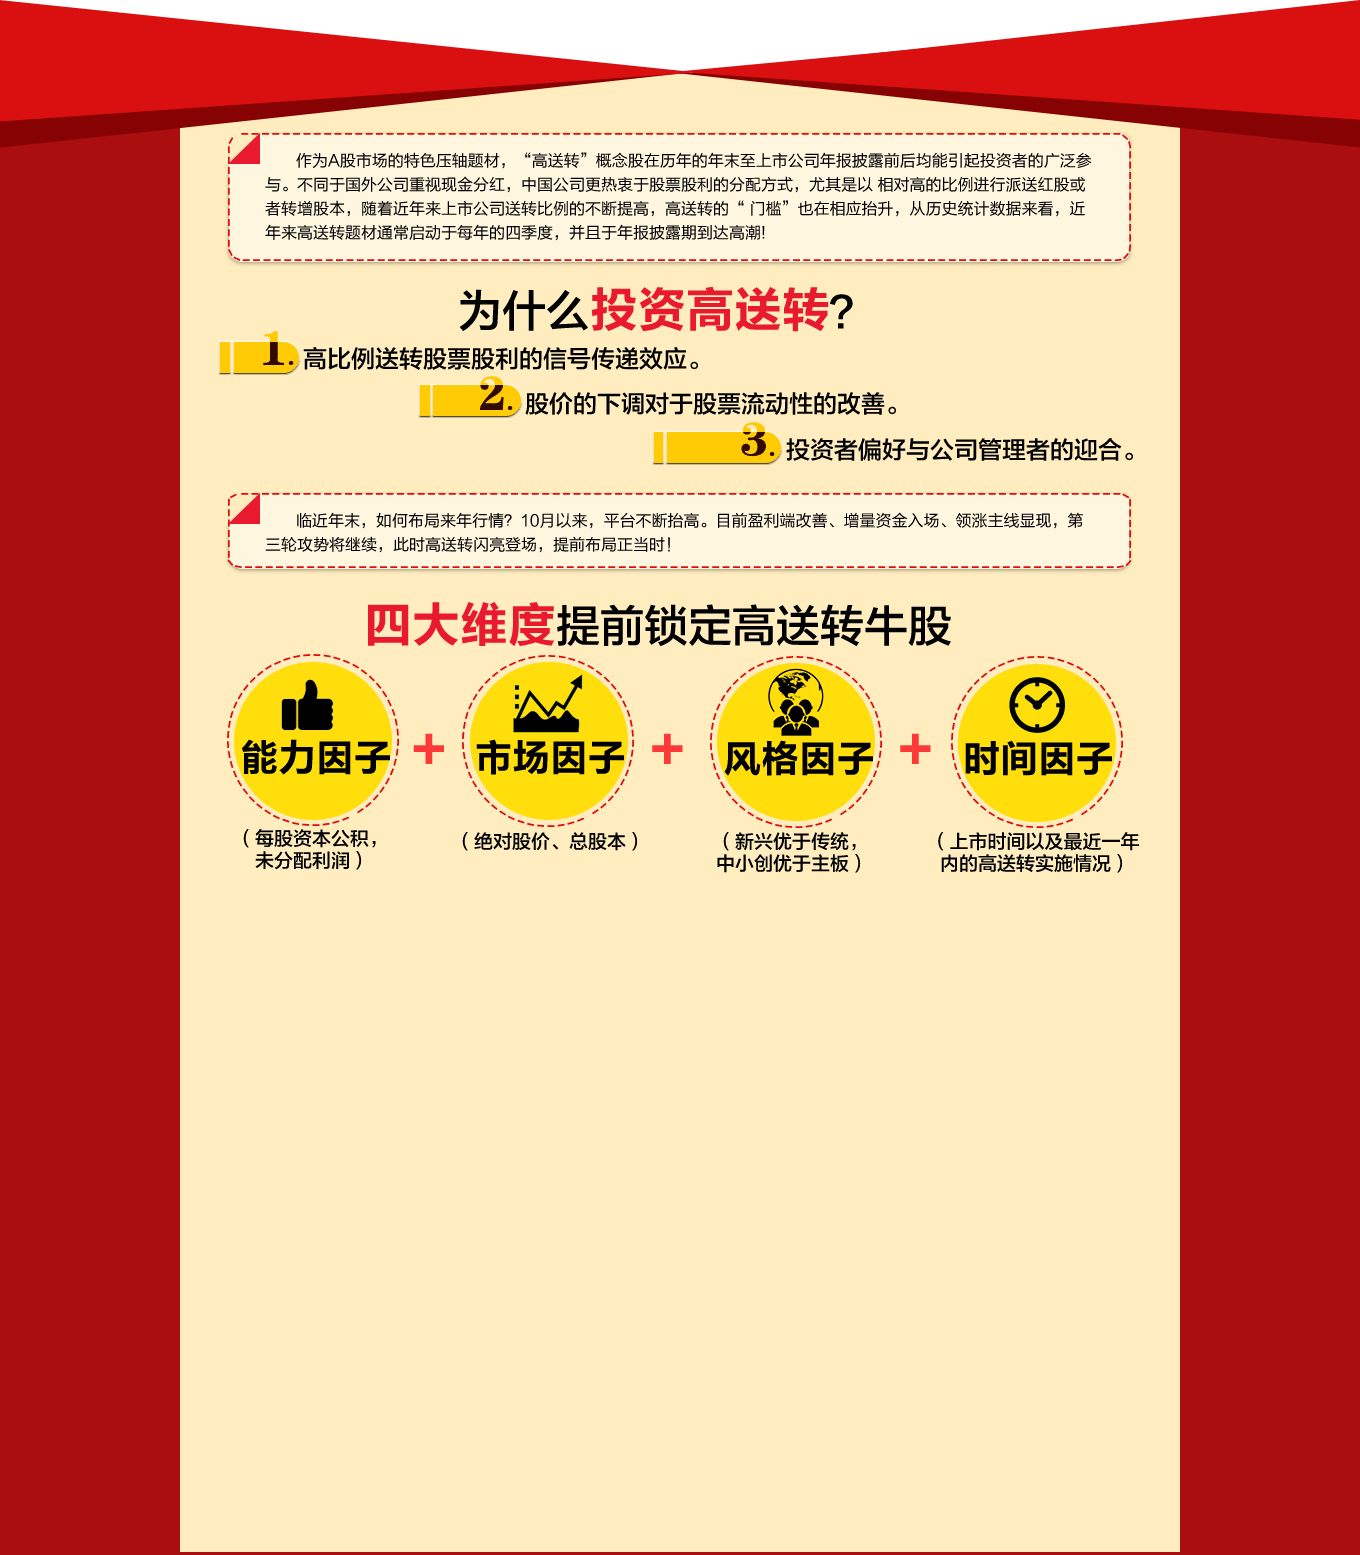 作为A股市场的特色压轴题材，“高送转”概念股在历年的年末至上市公司年报披露前后均能引起投资者的广泛参
与。不同于国外公司重视现金分红，中国公司更热衷于股票股利的分配方式，尤其是以 相对高的比例进行派送红股或
者转增股本，随着近年来上市公司送转比例的不断提高，高送转的“ 门槛”也在相应抬升，从历史统计数据来看，近
年来高送转题材通常启动于每年的四季度，并且于年报披露期到达高潮！
为什么投资高送转?
1. 高比例送转股票股利的信号传递效应。
2. 股价的下调对于股票流动性的改善。
3. 投资者偏好与公司管理者的迎合。
临近年末，如何布局来年行情？10月以来，平台不断抬高。目前盈利端改善、增量资金入场、领涨主线显现，第
三轮攻势将继续，此时高送转闪亮登场，提前布局正当时！
四大维度提前锁定高送转牛股
能力因子 + 市场因子 + 风格因子 + 时间因子
（每股资本公积，
未分配利润）
（绝对股价、总股本）
（新兴优于传统，
中小创优于主板）
（上市时间以及最近一年
内的高送转实施情况）